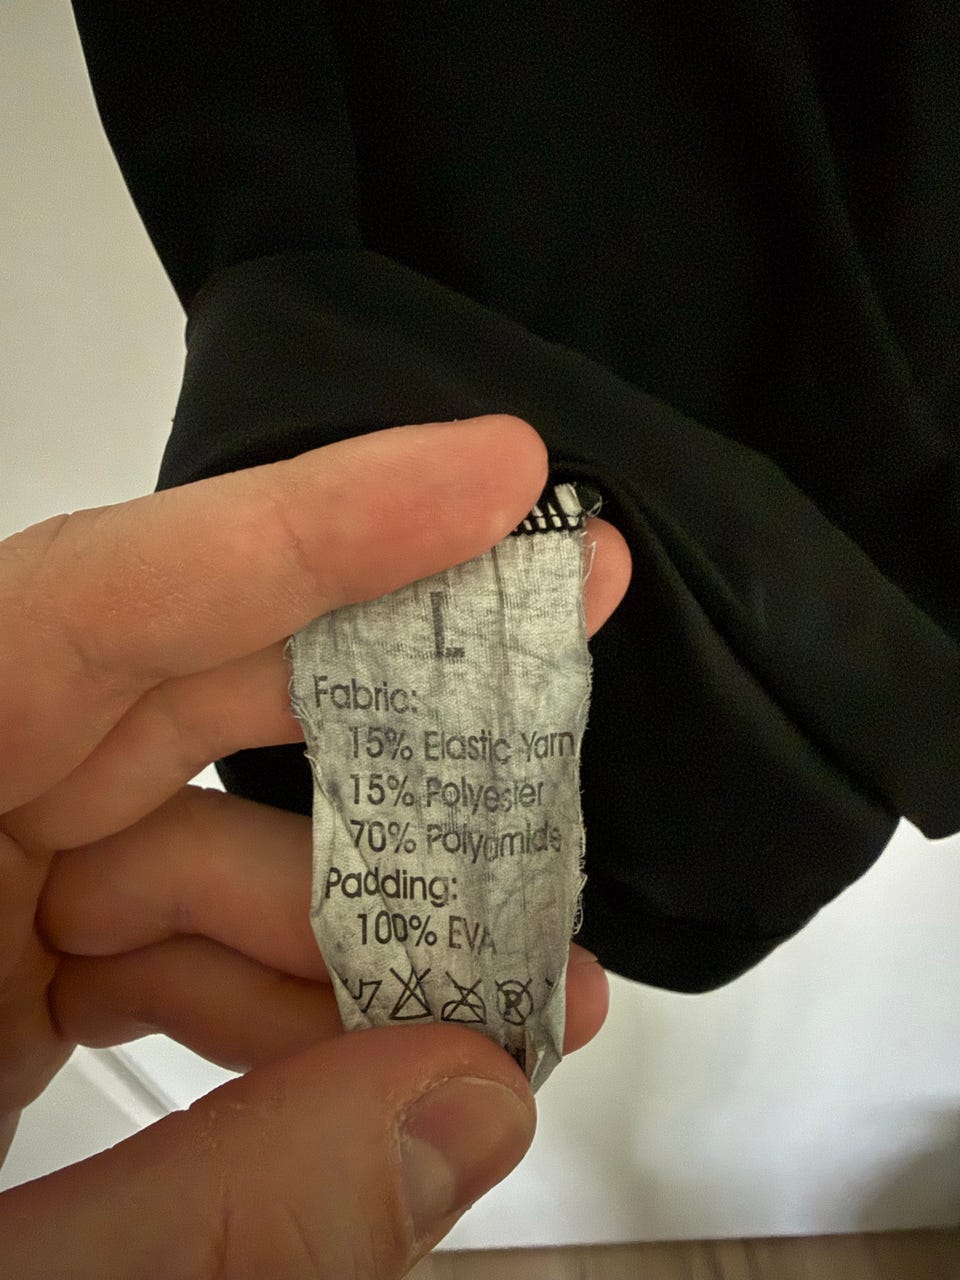 L
Fabric:
15% Elastic Yarn
15% Polyester
70% Polyamide
Padding:
100% EVA